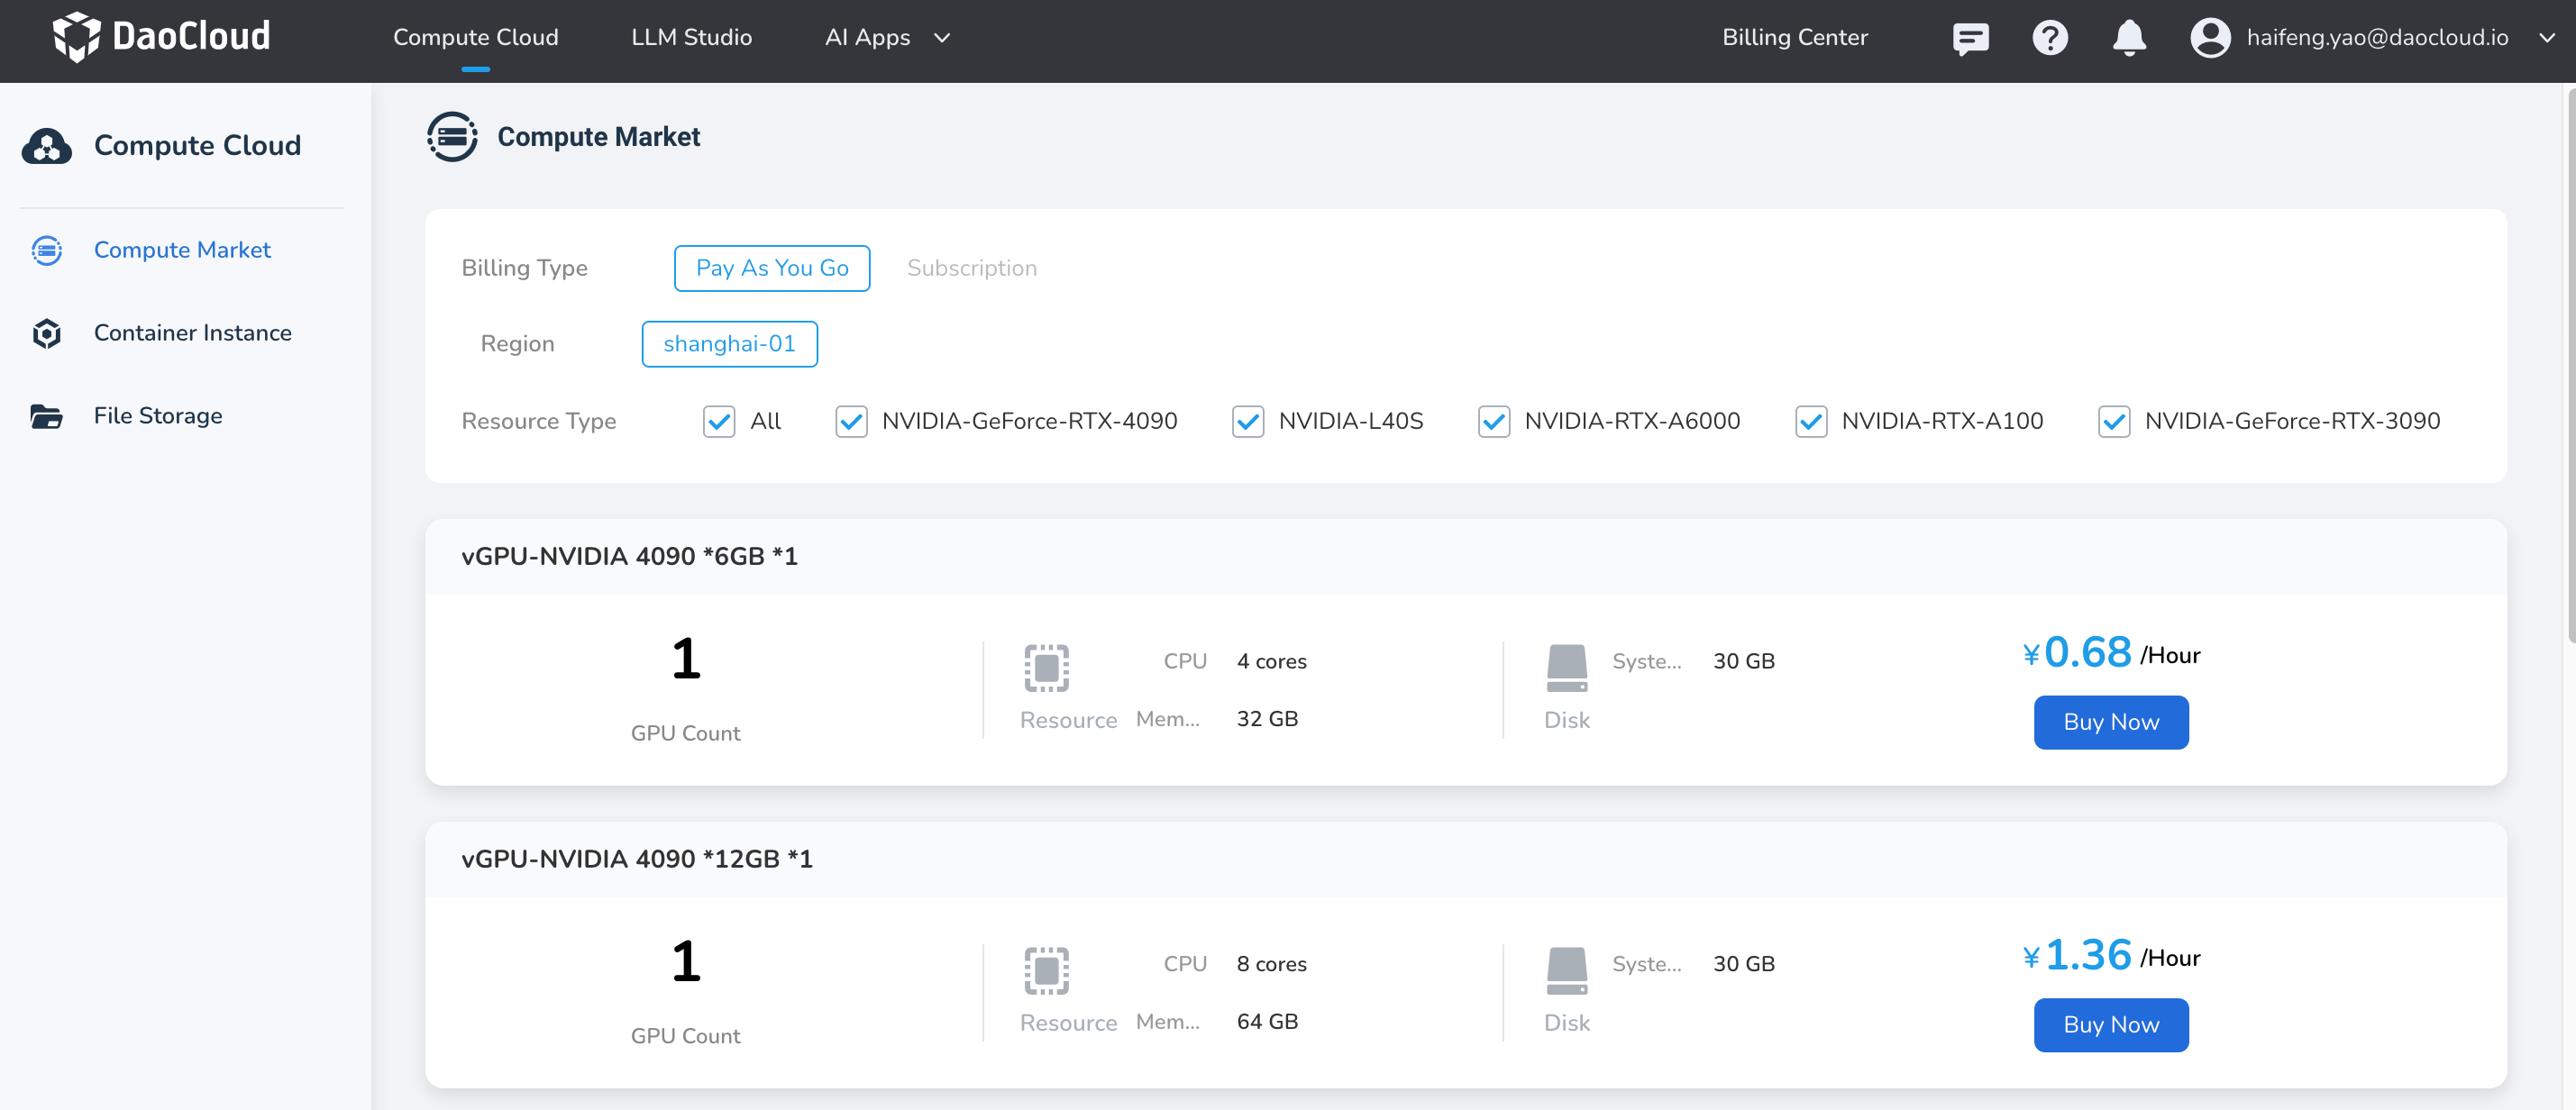 DaoCloud
Compute Cloud
LLM Studio
AI Apps
Billing Center
haifeng.yao@daocloud.io
Compute Cloud
Compute Market
Container Instance
File Storage
Compute Market
Billing Type Pay As You Go Subscription
Region shanghai-01
Resource Type All NVIDIA-GeForce-RTX-4090 NVIDIA-L40S NVIDIA-RTX-A6000 NVIDIA-RTX-A100 NVIDIA-GeForce-RTX-3090
vGPU-NVIDIA 4090 *6GB *1
1
GPU Count
CPU 4 cores
Resource Mem... 32 GB
Syste... 30 GB
Disk
¥0.68 /Hour
Buy Now
vGPU-NVIDIA 4090 *12GB *1
1
GPU Count
CPU 8 cores
Resource Mem... 64 GB
Syste... 30 GB
Disk
¥1.36 /Hour
Buy Now